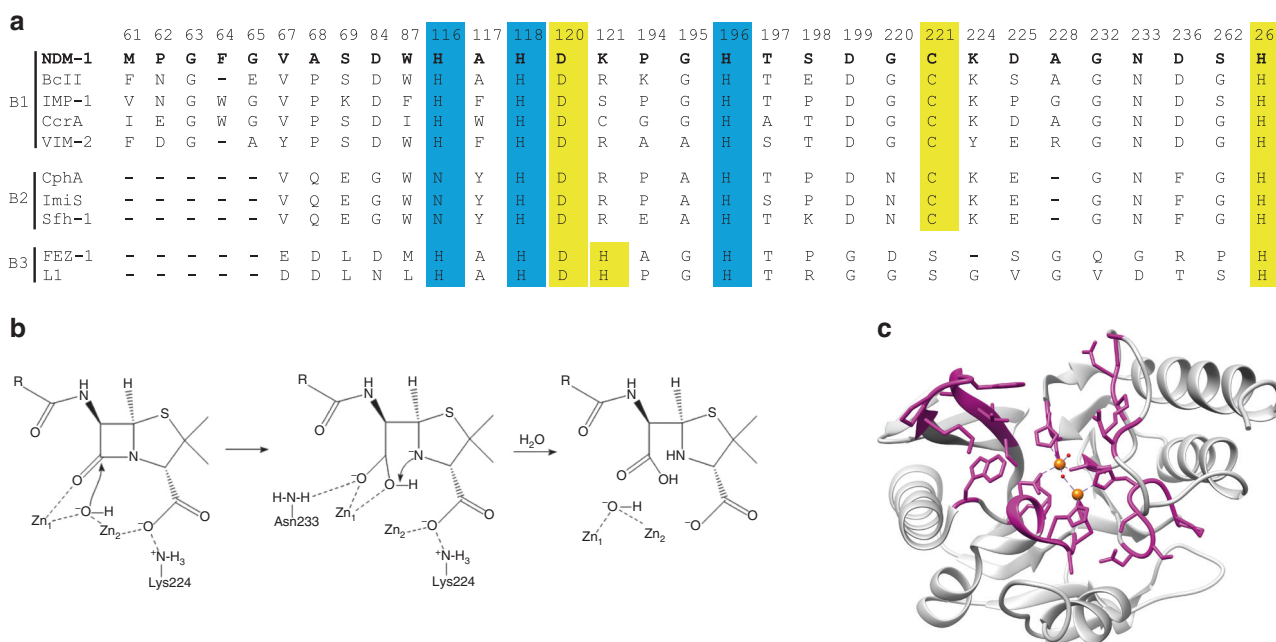 a
61 62 63 64 65 67 68 69 84 87 116 117 118 120 121 194 195 196 197 198 199 220 221 224 225 228 232 233 236 262 26
NDM-1 M P G F G V A S D W H A H D K P G H T S D G C K D A G N D S H
BcII F N G - E V P S D W H A H D R K G H T E D G C K S A G N D G H
B1 IMP-1 V N G W G V P K D F H F H D S P G H T P D G C K P G G N D S H
CcrA I E G W G V P S D I H W H D C G G H A T D G C K D A G N D G H
VIM-2 F D G - A Y P S D W H F H D R A A H S T D G C Y E R G N D G H
CphA - - - - - V Q E G W N Y H D R P A H T P D N C K E - G N F G H
B2 ImiS - - - - - V Q E G W N Y H D R P A H S P D N C K E - G N F G H
Sfh-1 - - - - - V Q E G W N Y H D R E A H T K D N C K E - G N F G H
B3 FEZ-1 - - - - - E D L D M H A H D H A G H T P G D S - S G Q G R P H
L1 - - - - - D D L N L H A H D H P G H T R G G S G V G V D T S H
b
R H N H S O N O O−H Zn1 Zn2 −O O +N-H3 Lys224
R H N H S O N −O O−H H-N-H Asn233 Zn1 Zn2 −O O +N-H3 Lys224
H2O
R H N H S O HN O OH −O−H Zn1 Zn2 −O O
c